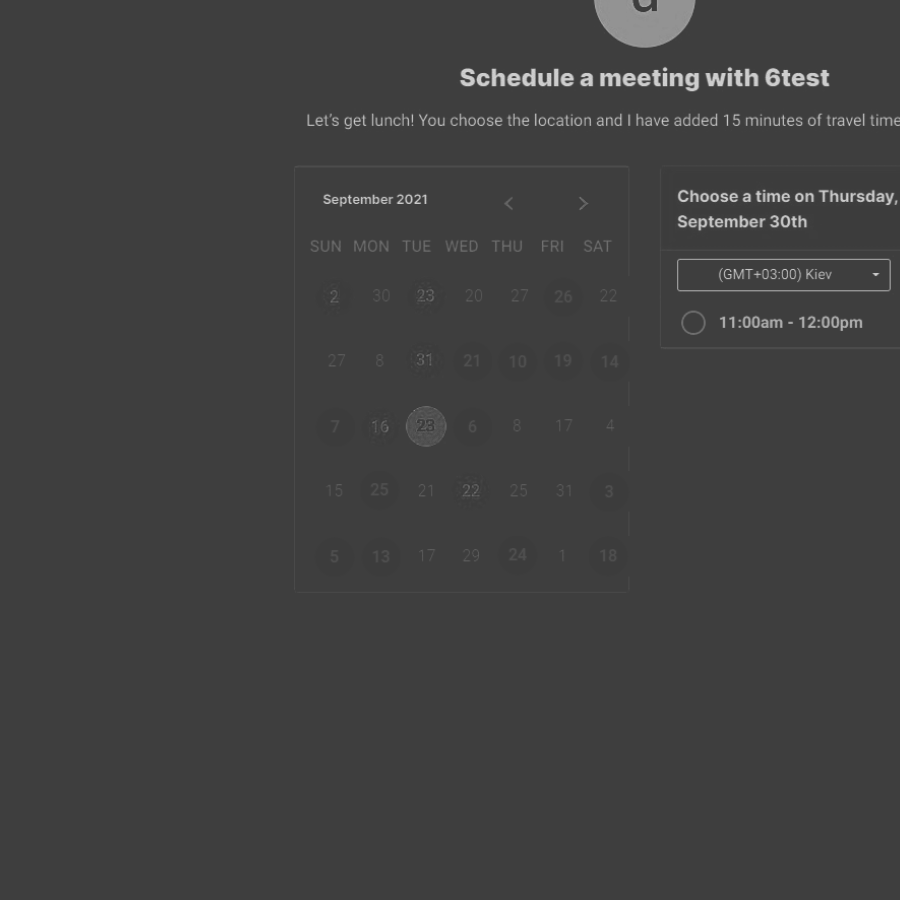 Schedule a meeting with 6test
Let's get lunch! You choose the location and I have added 15 minutes of travel time
September 2021
SUN MON TUE WED THU FRI SAT
2 30 23 20 27 26 22
27 8 31 21 10 19 14
7 16 23 6 8 17 4
15 25 21 22 25 31 3
5 13 17 29 24 1 18
Choose a time on Thursday,
September 30th
(GMT+03:00) Kiev
11:00am - 12:00pm